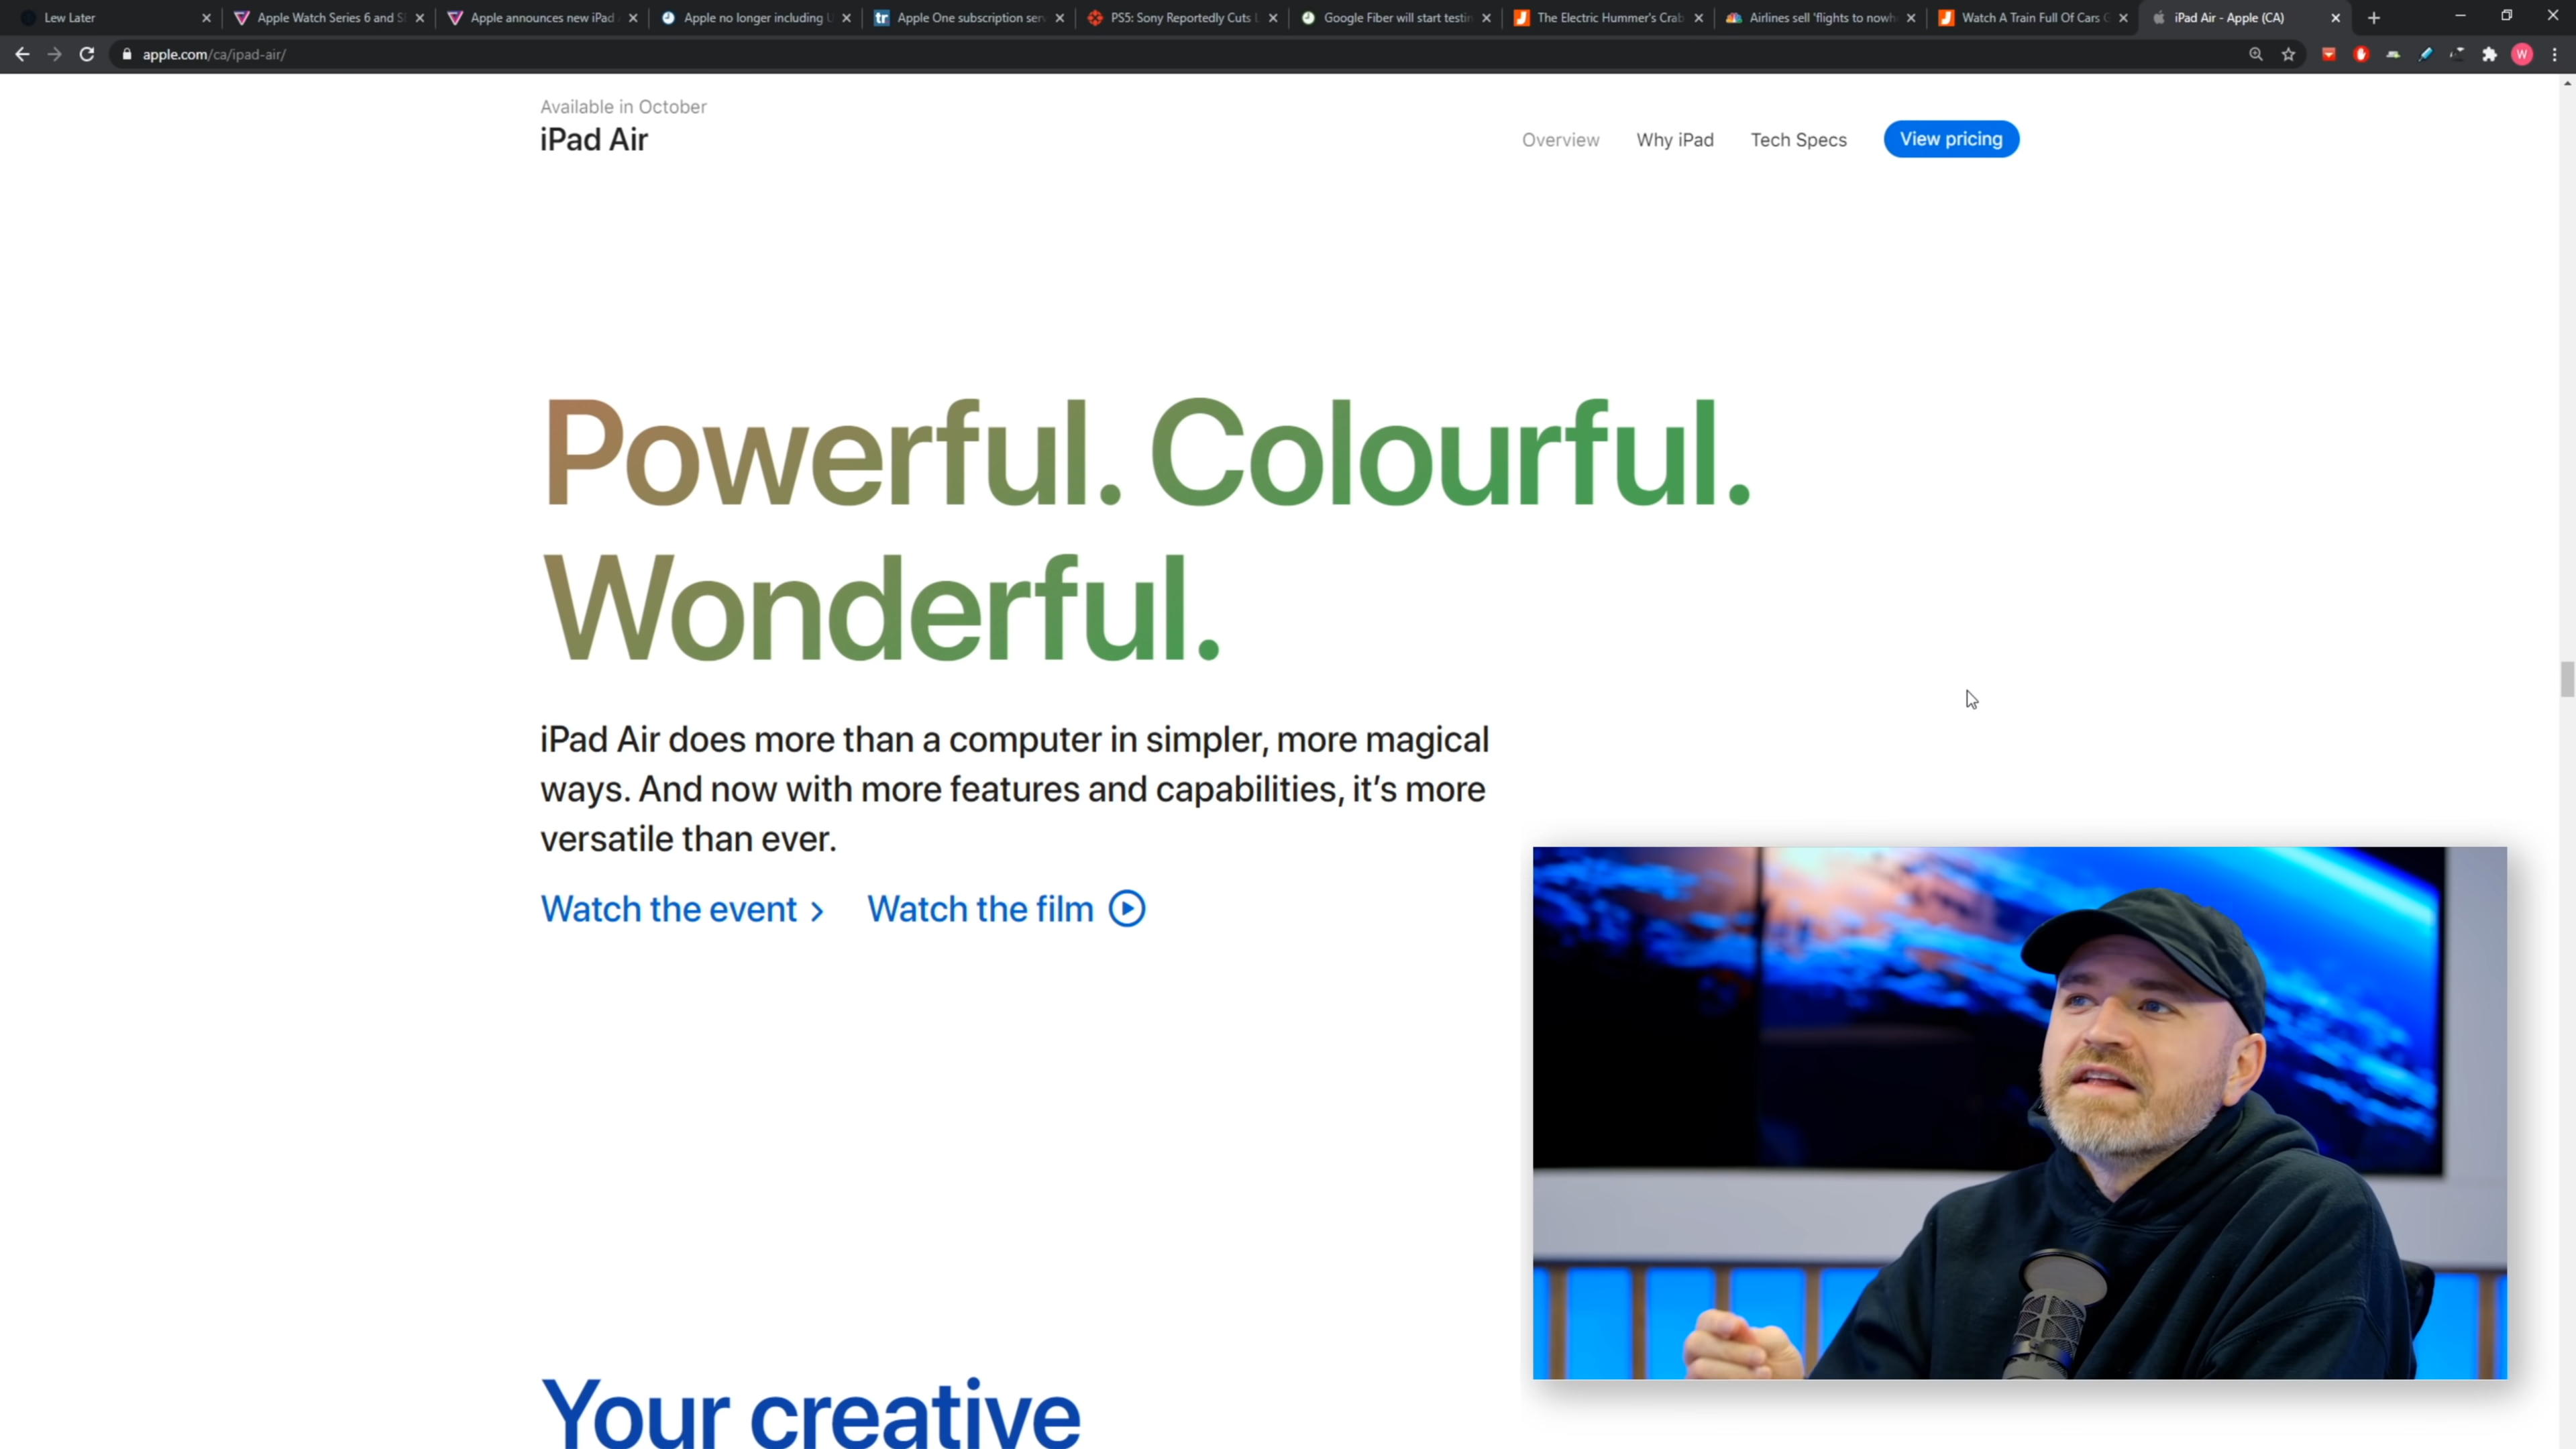 Lew Later
Apple Watch Series 6 and
Apple announces new iPad
Apple no longer including
Apple One subscription
PS5: Sony Reportedly Cuts
Google Fiber will start
The Electric Hummer's
Airlines sell 'flights to
Watch A Train Full Of Cars
iPad Air - Apple (CA)
apple.com/ca/ipad-air/
W
Available in October
iPad Air
Overview Why iPad Tech Specs View pricing
Powerful. Colourful.
Wonderful.
iPad Air does more than a computer in simpler, more magical
ways. And now with more features and capabilities, it's more
versatile than ever.
Watch the event > Watch the film
Your creative